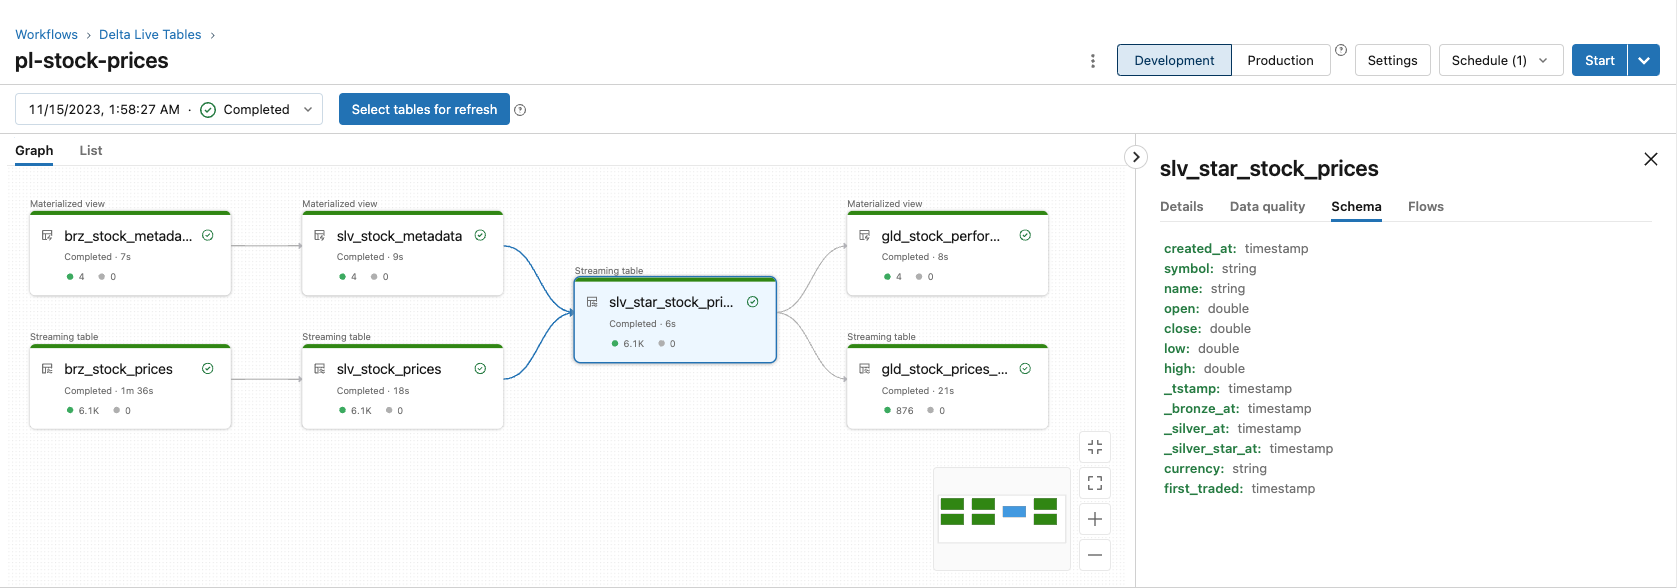 Workflows › Delta Live Tables ›
pl-stock-prices
Development Production ? Settings Schedule (1) Start
11/15/2023, 1:58:27 AM · Completed Select tables for refresh ?
Graph List
Materialized view
brz_stock_metada...
Completed · 7s
4 0
Materialized view
slv_stock_metadata
Completed · 9s
4 0
Streaming table
brz_stock_prices
Completed · 1m 36s
6.1K 0
Streaming table
slv_stock_prices
Completed · 18s
6.1K 0
Streaming table
slv_star_stock_pri...
Completed · 6s
6.1K 0
Materialized view
gld_stock_perfor...
Completed · 8s
4 0
Streaming table
gld_stock_prices_...
Completed · 21s
876 0
slv_star_stock_prices
Details Data quality Schema Flows
created_at: timestamp
symbol: string
name: string
open: double
close: double
low: double
high: double
_tstamp: timestamp
_bronze_at: timestamp
_silver_at: timestamp
_silver_star_at: timestamp
currency: string
first_traded: timestamp